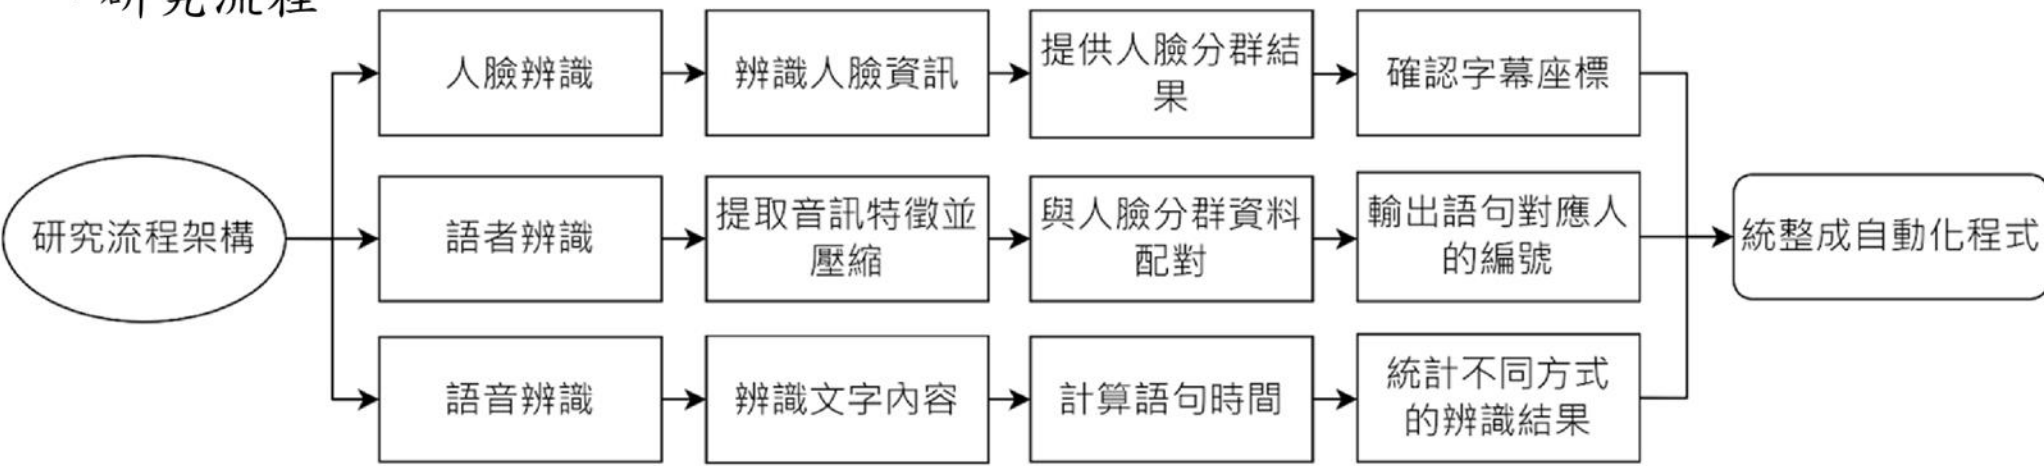 研究流程
人臉辨識
辨識人臉資訊
提供人臉分群結
果
確認字幕座標
研究流程架構
語者辨識
提取音訊特徵並
壓縮
與人臉分群資料
配對
輸出語句對應人
的編號
統整成自動化程式
語音辨識
辨識文字內容
計算語句時間
統計不同方式
的辨識結果